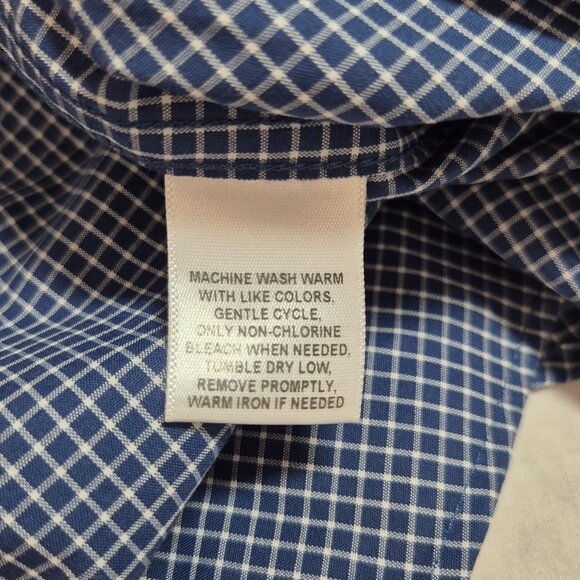 MACHINE WASH WARM
WITH LIKE COLORS.
GENTLE CYCLE,
ONLY NON-CHLORINE
BLEACH WHEN NEEDED.
TUMBLE DRY LOW,
REMOVE PROMPTLY,
WARM IRON IF NEEDED